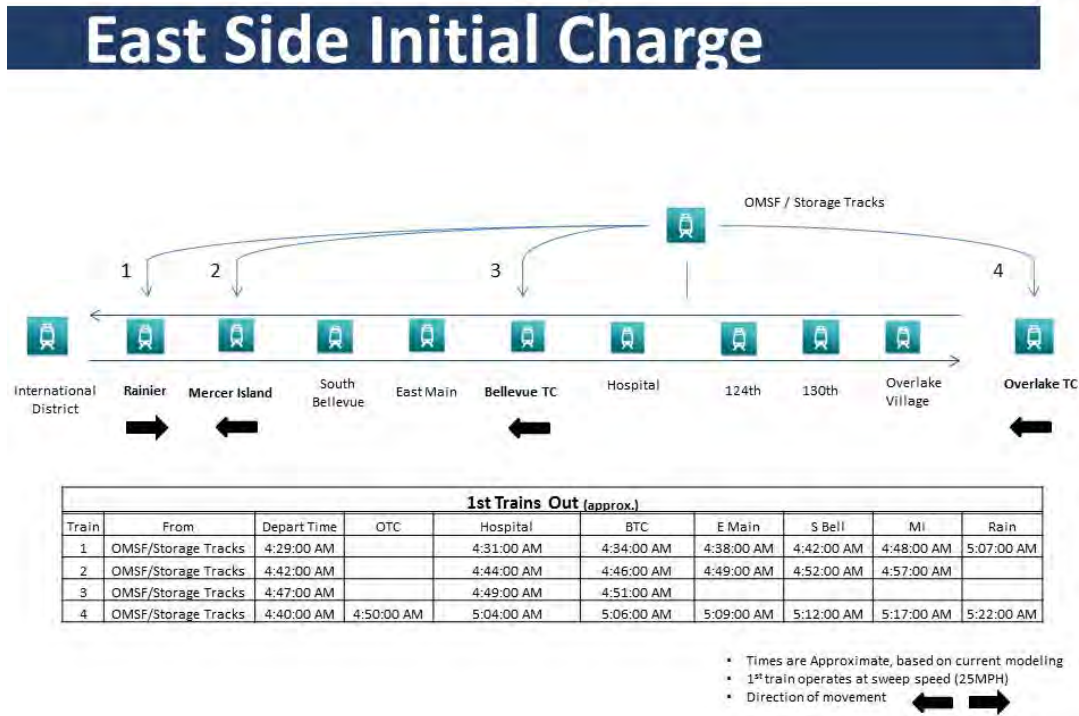 East Side Initial Charge
OMSF / Storage Tracks
1 2 3 4
International District
Rainier
Mercer Island
South Bellevue
East Main
Bellevue TC
Hospital
124th
130th
Overlake Village
Overlake TC
1st Trains Out (approx.)
Train From Depart Time OTC Hospital BTC E Main S Bell MI Rain
1 OMSF/Storage Tracks 4:29:00 AM 4:31:00 AM 4:34:00 AM 4:38:00 AM 4:42:00 AM 4:48:00 AM 5:07:00 AM
2 OMSF/Storage Tracks 4:42:00 AM 4:44:00 AM 4:46:00 AM 4:49:00 AM 4:52:00 AM 4:57:00 AM
3 OMSF/Storage Tracks 4:47:00 AM 4:49:00 AM 4:51:00 AM
4 OMSF/Storage Tracks 4:40:00 AM 4:50:00 AM 5:04:00 AM 5:06:00 AM 5:09:00 AM 5:12:00 AM 5:17:00 AM 5:22:00 AM
▪ Times are Approximate, based on current modeling
▪ 1st train operates at sweep speed (25MPH)
▪ Direction of movement